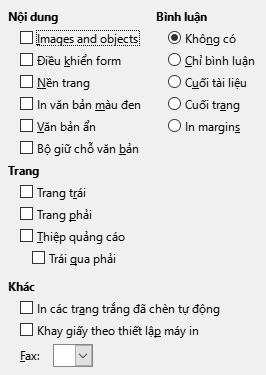 Nội dung
Images and objects
Điều khiển form
Nền trang
In văn bản màu đen
Văn bản ẩn
Bộ giữ chỗ văn bản
Bình luận
Không có
Chỉ bình luận
Cuối tài liệu
Cuối trang
In margins
Trang
Trang trái
Trang phải
Thiệp quảng cáo
Trái qua phải
Khác
In các trang trắng đã chèn tự động
Khay giấy theo thiết lập máy in
Fax: